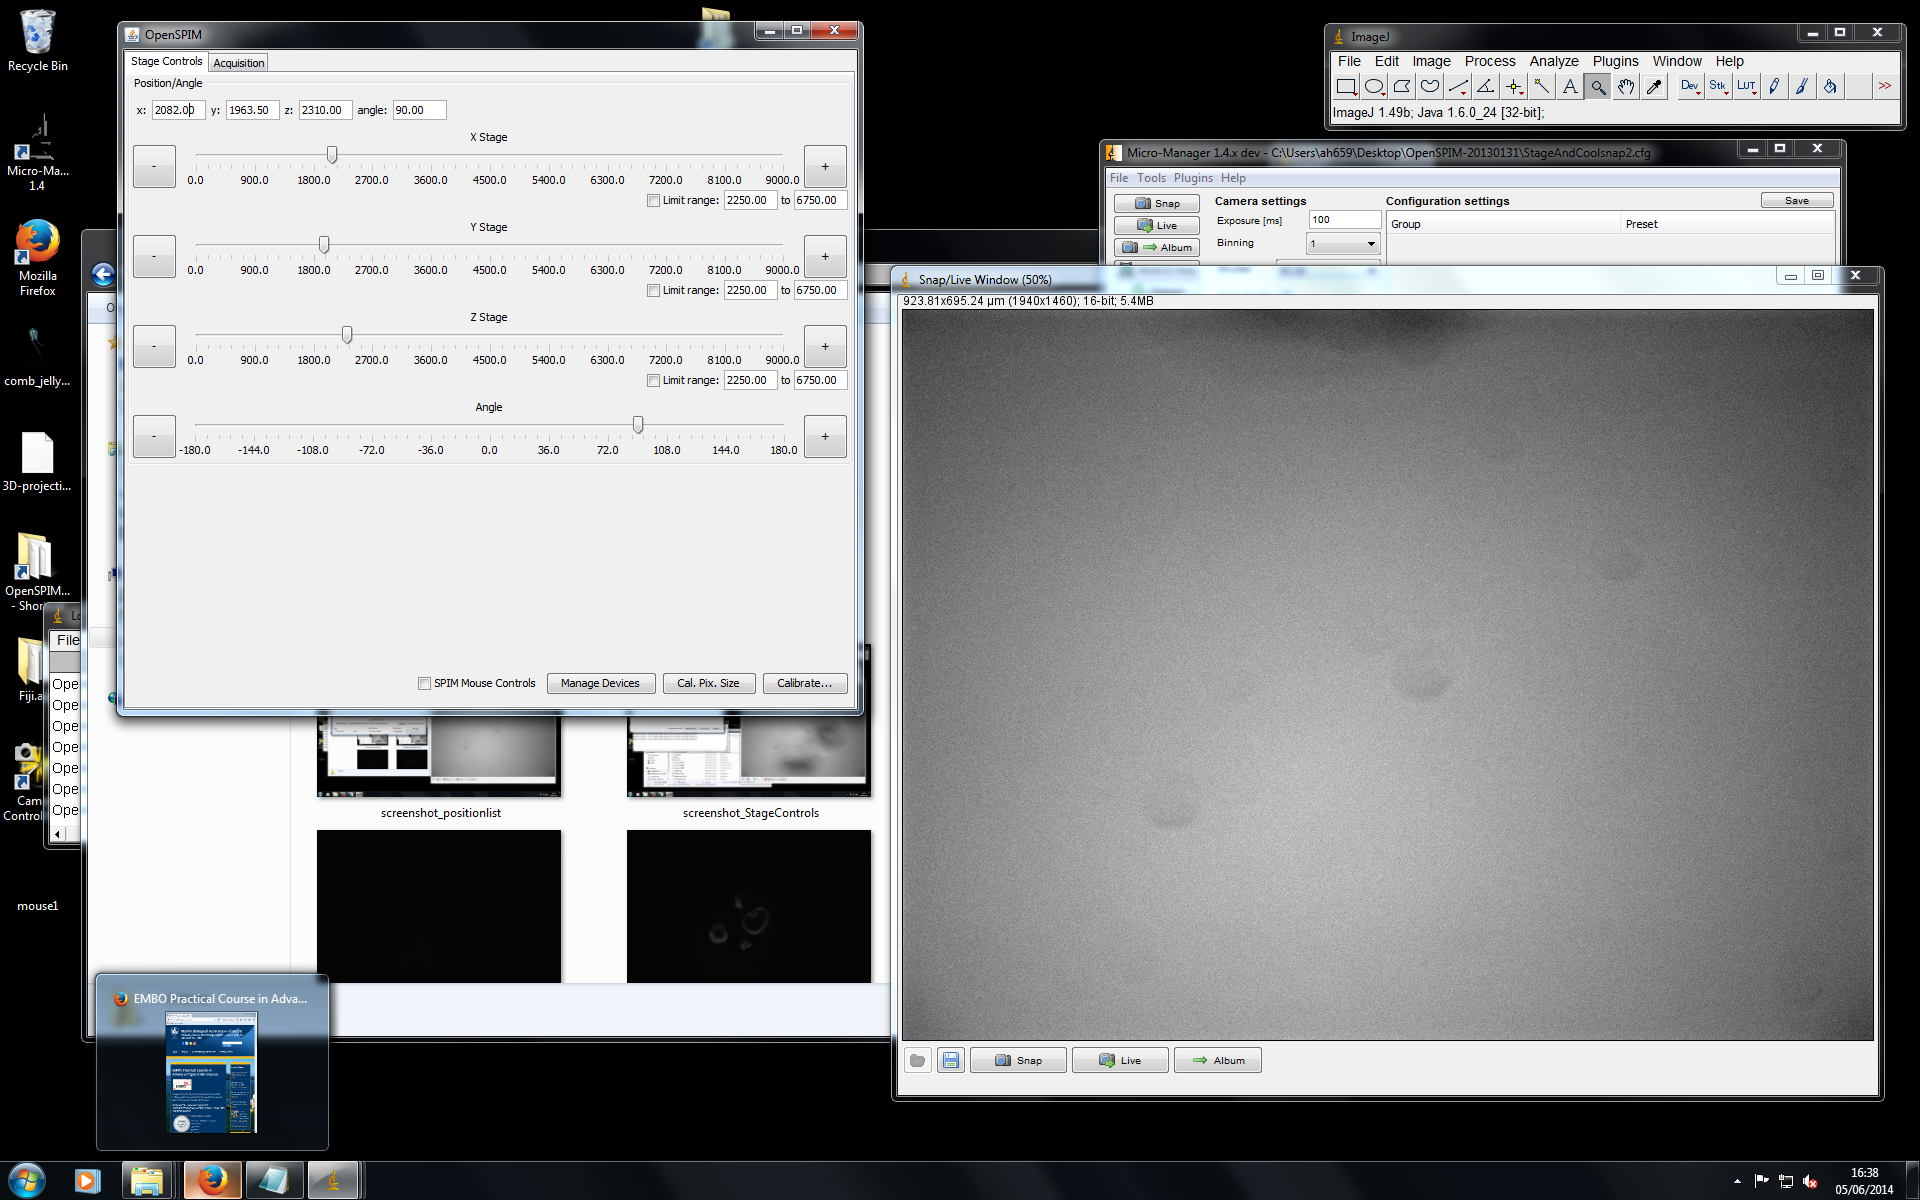 Recycle Bin
Micro-Ma...
1.4
Mozilla
Firefox
comb_jelly...
3D-projecti...
OpenSPIM...
- Shor
Fiji.a
Cam
Control
mouse1
OpenSPIM
Stage Controls
Acquisition
Position/Angle
x: 2082.00 y: 1963.50 z: 2310.00 angle: 90.00
X Stage
- +
0.0 900.0 1800.0 2700.0 3600.0 4500.0 5400.0 6300.0 7200.0 8100.0 9000.0
Limit range: 2250.00 to 6750.00
Y Stage
- +
0.0 900.0 1800.0 2700.0 3600.0 4500.0 5400.0 6300.0 7200.0 8100.0 9000.0
Limit range: 2250.00 to 6750.00
Z Stage
- +
0.0 900.0 1800.0 2700.0 3600.0 4500.0 5400.0 6300.0 7200.0 8100.0 9000.0
Limit range: 2250.00 to 6750.00
Angle
- +
-180.0 -144.0 -108.0 -72.0 -36.0 0.0 36.0 72.0 108.0 144.0 180.0
SPIM Mouse Controls Manage Devices Cal. Pix. Size Calibrate...
ImageJ
File Edit Image Process Analyze Plugins Window Help
A Dev Stk LUT >>
ImageJ 1.49b; Java 1.6.0_24 [32-bit];
Micro-Manager 1.4.x dev - C:\Users\ah659\Desktop\OpenSPIM-20130131\StageAndCoolsnap2.cfg
File Tools Plugins Help
Snap
Live
Album
Camera settings
Exposure [ms] 100
Binning 1
Configuration settings
Save
Group Preset
Snap/Live Window (50%)
923.81x695.24 µm (1940x1460); 16-bit; 5.4MB
Snap Live Album
Lo
File
Ope
Ope
Ope
Ope
Ope
Ope
Ope
O
screenshot_positionlist
screenshot_StageControls
EMBO Practical Course in Adva...
16:38
05/06/2014